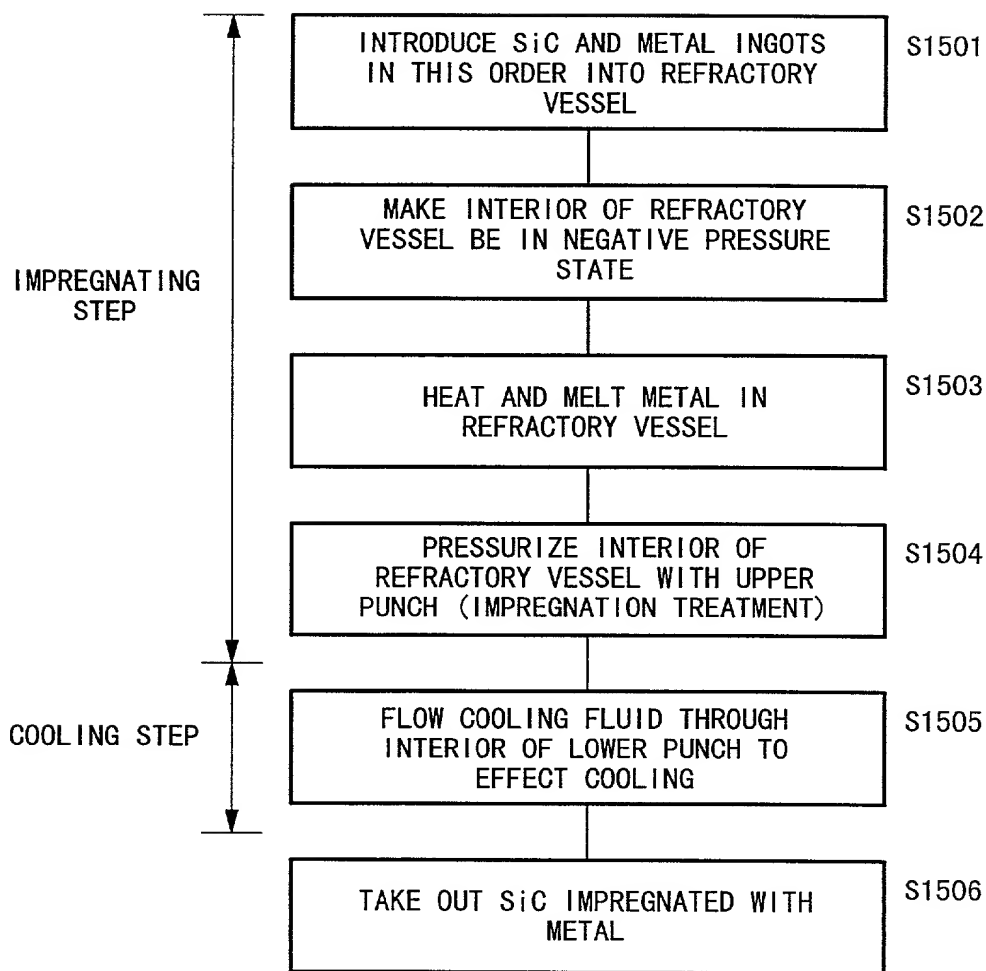 INTRODUCE SiC AND METAL INGOTS
IN THIS ORDER INTO REFRACTORY
VESSEL
S1501
MAKE INTERIOR OF REFRACTORY
VESSEL BE IN NEGATIVE PRESSURE
STATE
S1502
IMPREGNATING
STEP
HEAT AND MELT METAL IN
REFRACTORY VESSEL
S1503
PRESSURIZE INTERIOR OF
REFRACTORY VESSEL WITH UPPER
PUNCH (IMPREGNATION TREATMENT)
S1504
COOLING STEP
FLOW COOLING FLUID THROUGH
INTERIOR OF LOWER PUNCH TO
EFFECT COOLING
S1505
TAKE OUT SiC IMPREGNATED WITH
METAL
S1506